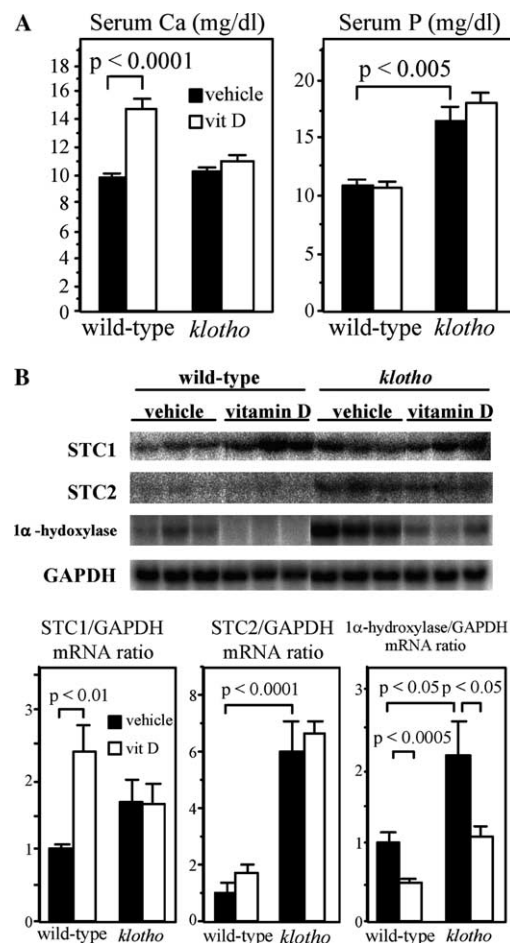 A
Serum Ca (mg/dl)
Serum P (mg/dl)
p < 0.0001
p < 0.005
vehicle
vit D
18
16
14
12
10
8
6
4
2
0
20
15
10
5
0
wild-type klotho
wild-type klotho
B
wild-type klotho
vehicle vitamin D vehicle vitamin D
STC1
STC2
1α-hydoxylase
GAPDH
STC1/GAPDH
mRNA ratio
STC2/GAPDH
mRNA ratio
1α-hydroxylase/GAPDH
mRNA ratio
p < 0.01
vehicle
vit D
3
2
1
0
wild-type klotho
p < 0.0001
8
6
4
2
0
wild-type klotho
p < 0.05 p < 0.05
p < 0.0005
3
2
1
0
wild-type klotho